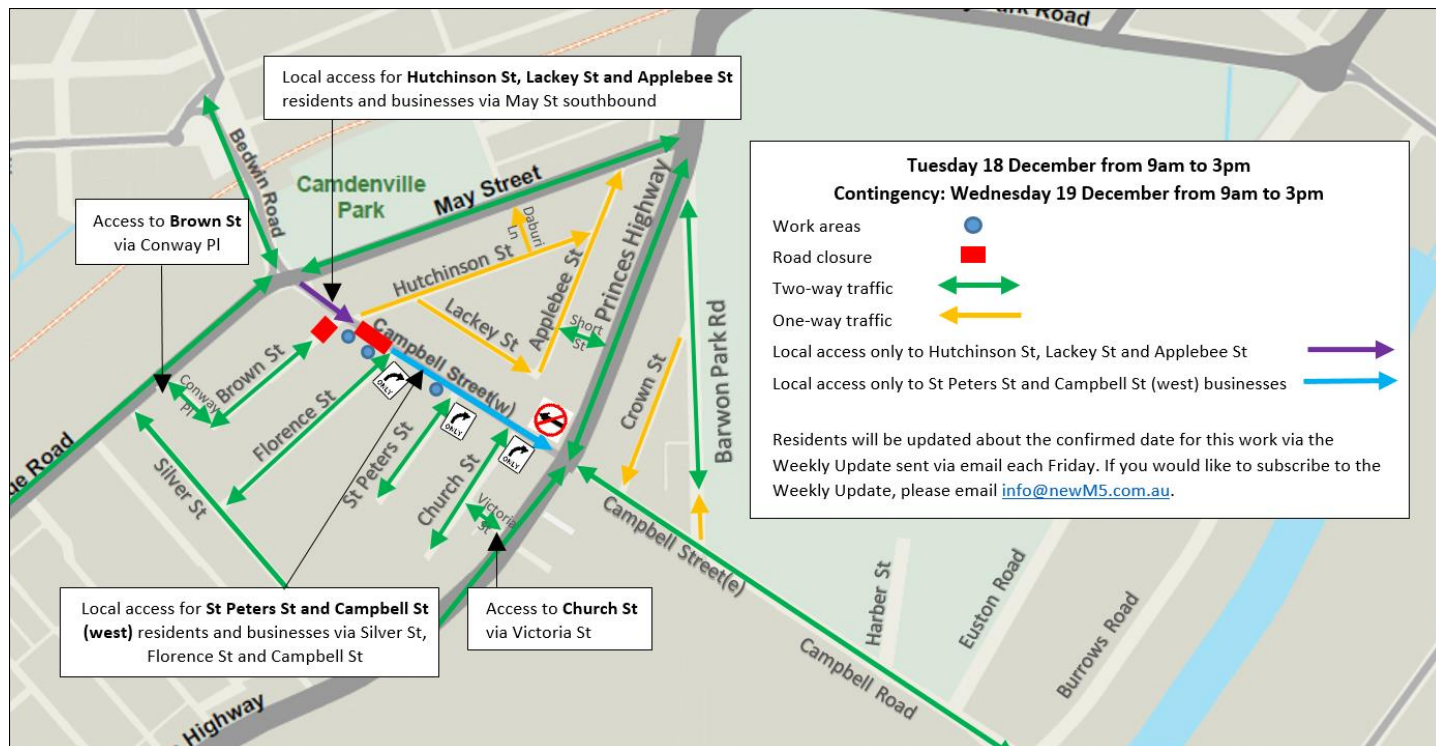 Park Road
Local access for Hutchinson St, Lackey St and Applebee St
residents and businesses via May St southbound
Bedwin Road
Camdenville
Park
May Street
Access to Brown St
via Conway Pl
Daburi
Ln
Hutchinson St
Lackey St
Applebee St
Short
St
Princes Highway
Barwon Park Rd
Crown St
Campbell Street(w)
Brown St
Conway
Pl
Florence St
ONLY
St Peters St
ONLY
Church St
ONLY
Victoria
St
Silver St
de Road
Campbell Street(e)
Campbell Road
Harber St
Euston Road
Burrows Road
Highway
Local access for St Peters St and Campbell St
(west) residents and businesses via Silver St,
Florence St and Campbell St
Access to Church St
via Victoria St
Tuesday 18 December from 9am to 3pm
Contingency: Wednesday 19 December from 9am to 3pm
Work areas
Road closure
Two-way traffic
One-way traffic
Local access only to Hutchinson St, Lackey St and Applebee St
Local access only to St Peters St and Campbell St (west) businesses
Residents will be updated about the confirmed date for this work via the
Weekly Update sent via email each Friday. If you would like to subscribe to the
Weekly Update, please email info@newM5.com.au.